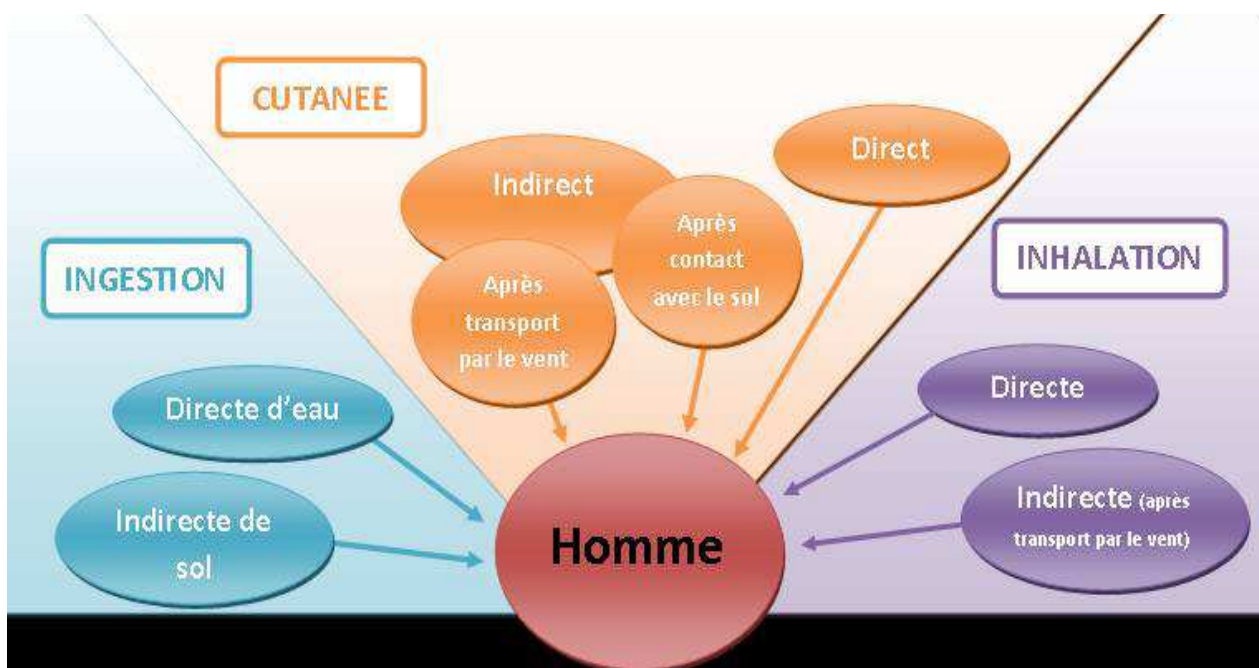 CUTANEE
Direct
Indirect
Après
contact
avec le sol
Après
transport
par le vent
INGESTION
Directe d'eau
Indirecte de
sol
INHALATION
Directe
Indirecte (après
transport par le vent)
Homme